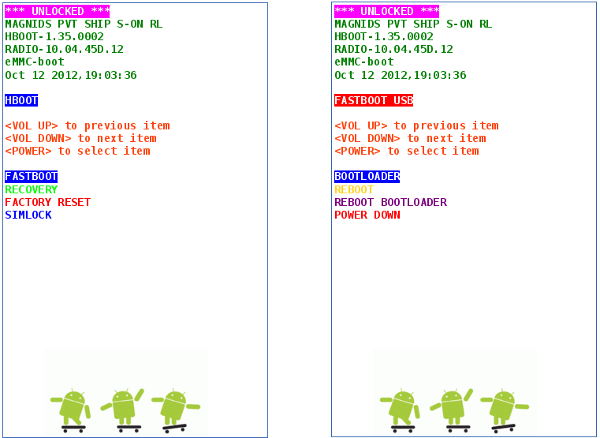 *** UNLOCKED ***
MAGNIDS PVT SHIP S-ON RL
HBOOT-1.35.0002
RADIO-10.04.45D.12
eMMC-boot
Oct 12 2012,19:03:36
HBOOT
<VOL UP> to previous item
<VOL DOWN> to next item
<POWER> to select item
FASTBOOT
RECOVERY
FACTORY RESET
SIMLOCK
*** UNLOCKED ***
MAGNIDS PVT SHIP S-ON RL
HBOOT-1.35.0002
RADIO-10.04.45D.12
eMMC-boot
Oct 12 2012,19:03:36
FASTBOOT USB
<VOL UP> to previous item
<VOL DOWN> to next item
<POWER> to select item
BOOTLOADER
REBOOT
REBOOT BOOTLOADER
POWER DOWN